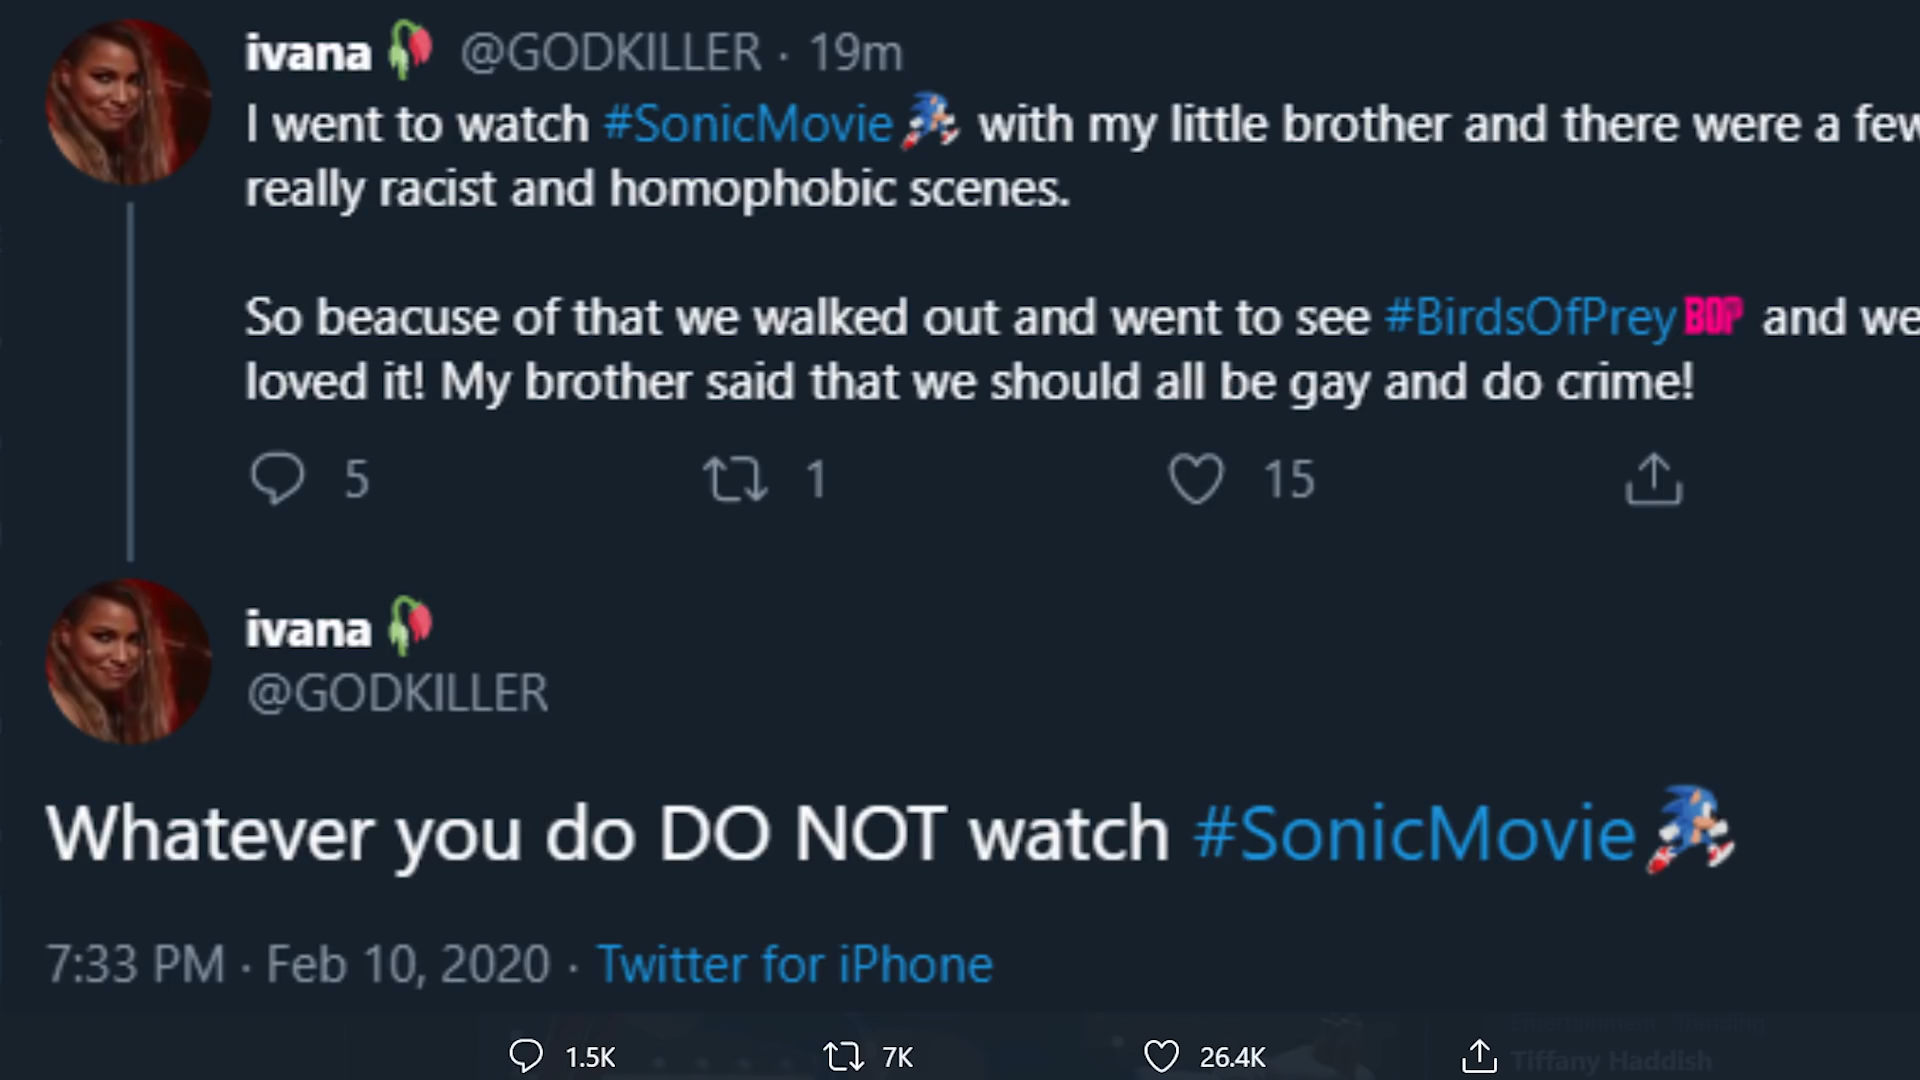 ivana @GODKILLER · 19m
I went to watch #SonicMovie with my little brother and there were a few
really racist and homophobic scenes.
So beacuse of that we walked out and went to see #BirdsOfPrey BOP and we
loved it! My brother said that we should all be gay and do crime!
5 1 15
ivana
@GODKILLER
Whatever you do DO NOT watch #SonicMovie
7:33 PM · Feb 10, 2020 · Twitter for iPhone
1.5K 7K 26.4K
Tiffany Haddish